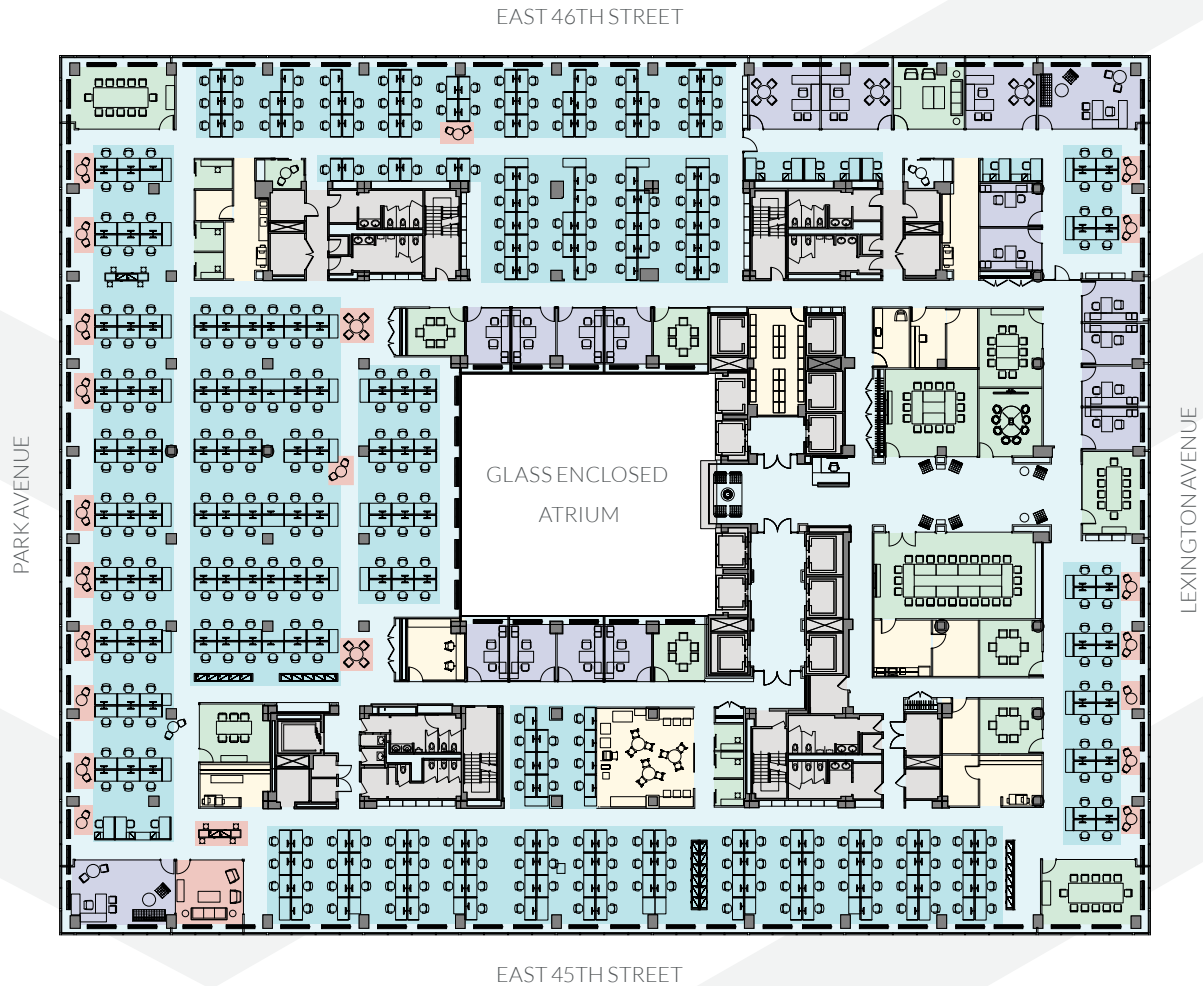 EAST 46TH STREET
PARK AVENUE
GLASS ENCLOSED
ATRIUM
LEXINGTON AVENUE
EAST 45TH STREET